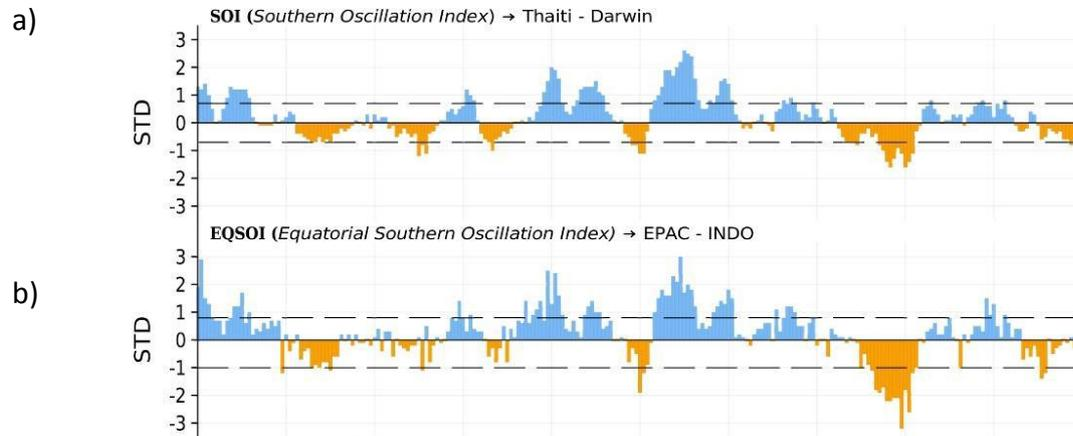 a)
SOI (Southern Oscillation Index) → Thaiti - Darwin
STD
3
2
1
0
-1
-2
-3
b)
EQSOI (Equatorial Southern Oscillation Index) → EPAC - INDO
STD
3
2
1
0
-1
-2
-3